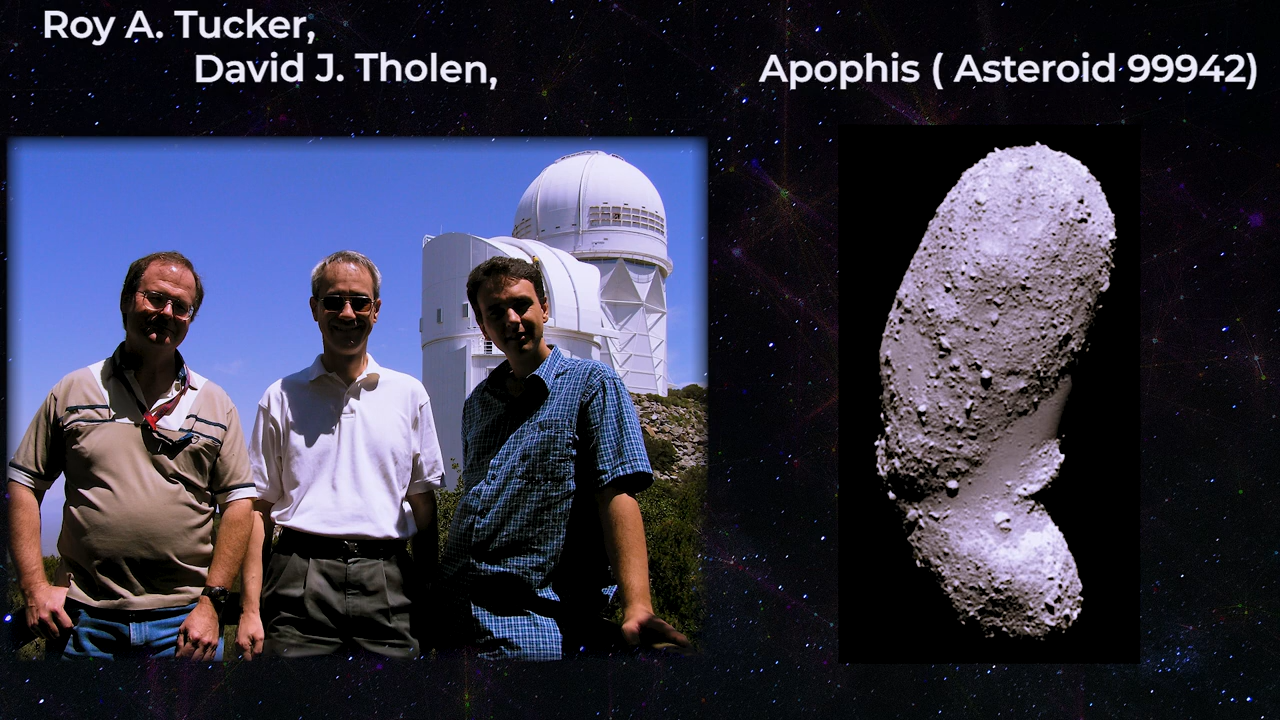 Roy A. Tucker,
David J. Tholen,
Apophis ( Asteroid 99942)